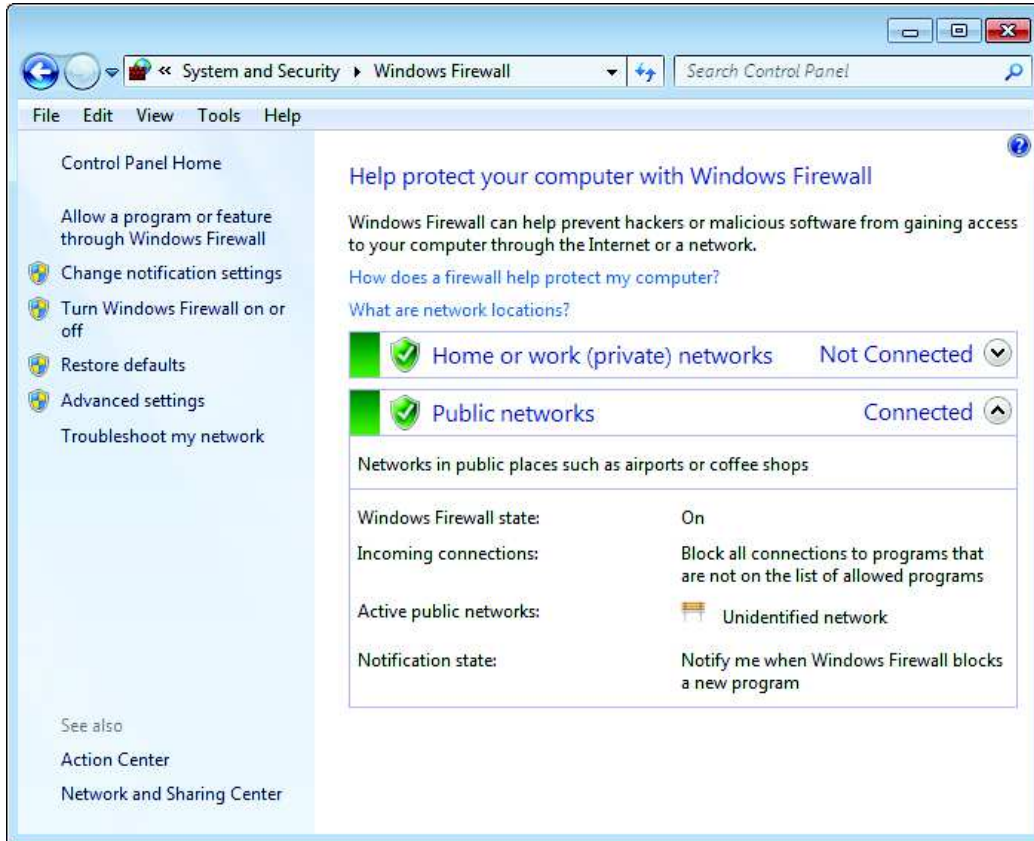 « System and Security ▸ Windows Firewall
Search Control Panel
File Edit View Tools Help
Control Panel Home
Allow a program or feature
through Windows Firewall
Change notification settings
Turn Windows Firewall on or
off
Restore defaults
Advanced settings
Troubleshoot my network
See also
Action Center
Network and Sharing Center
Help protect your computer with Windows Firewall
Windows Firewall can help prevent hackers or malicious software from gaining access
to your computer through the Internet or a network.
How does a firewall help protect my computer?
What are network locations?
Home or work (private) networks Not Connected
Public networks Connected
Networks in public places such as airports or coffee shops
Windows Firewall state: On
Incoming connections: Block all connections to programs that
are not on the list of allowed programs
Active public networks: Unidentified network
Notification state: Notify me when Windows Firewall blocks
a new program